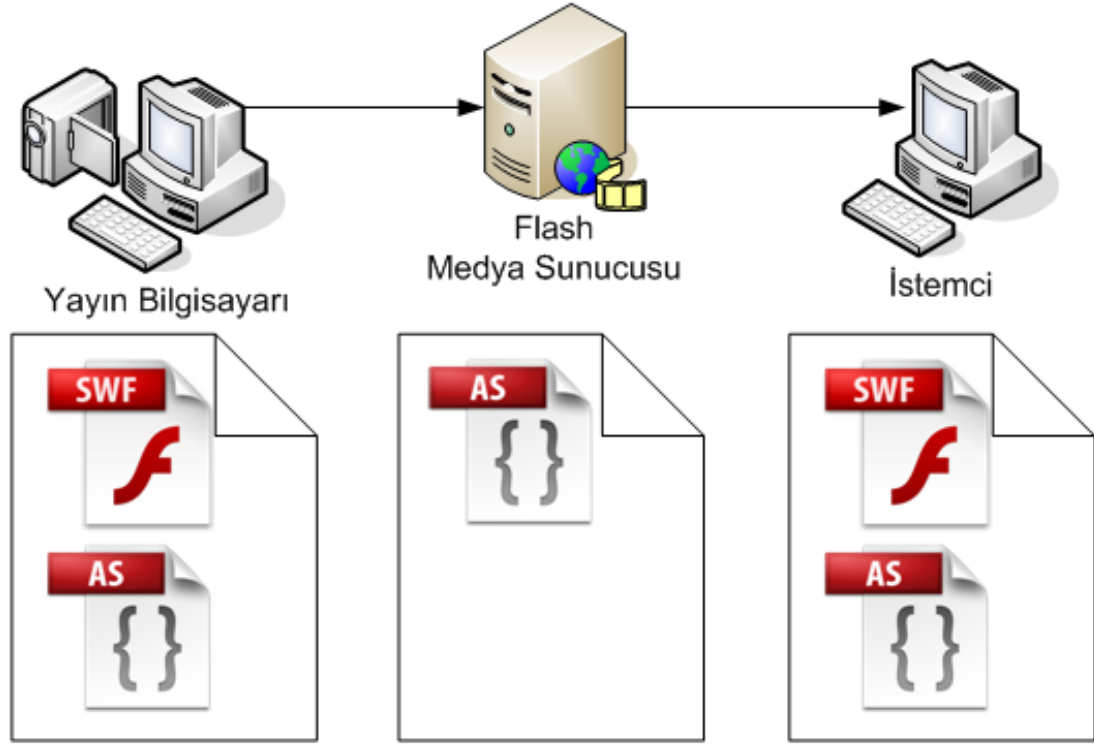 Flash
Medya Sunucusu
İstemci
Yayın Bilgisayarı
SWF
AS
AS
SWF
AS